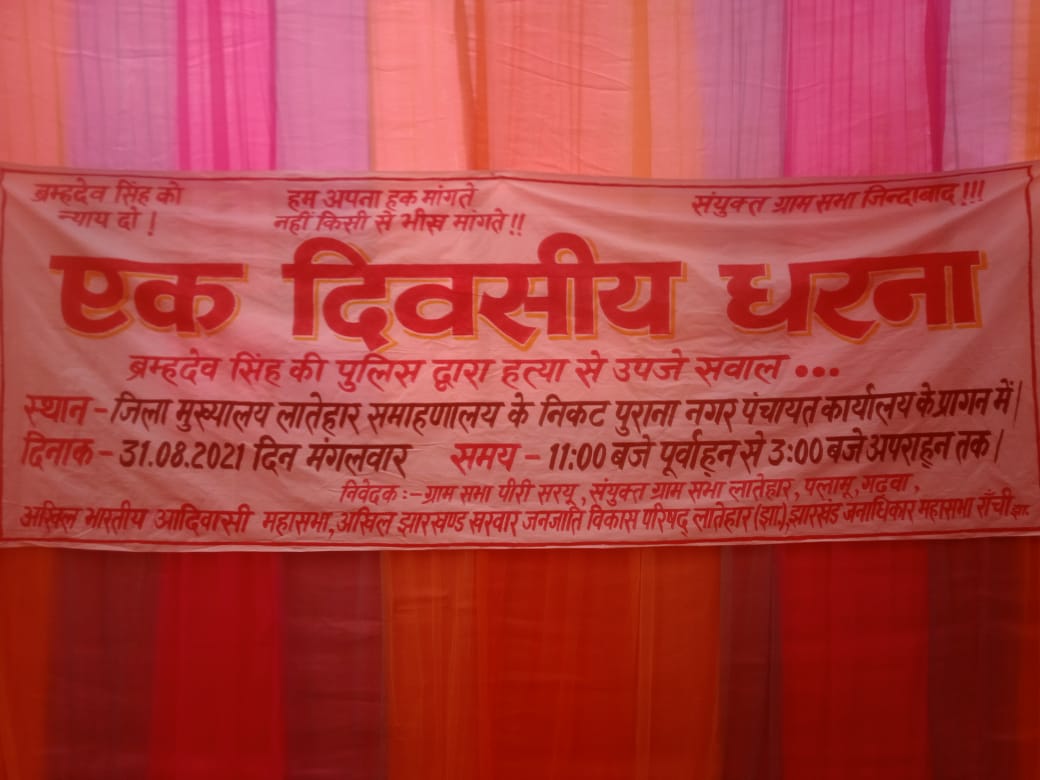 ब्रम्हदेव सिंह को
न्याय दो !
हम अपना हक मांगते
नहीं किसी से भीख मांगते !!
संयुक्त ग्राम सभा जिन्दाबाद !!!
एक दिवसीय धरना
ब्रम्हदेव सिंह की पुलिस द्वारा हत्या से उपजे सवाल ...
स्थान - जिला मुख्यालय लातेहार समाहणालय के निकट पुराना नगर पंचायत कार्यालय के प्रागन में |
दिनाक - 31.08.2021 दिन मंगलवार समय - 11:00 बजे पूर्वाह्न से 3:00 बजे अपराह्न तक |
विवेदक :- ग्राम सभा पीरी सरयू, संयुक्त ग्राम सभा लातेहार, पलामू, गढवा,
अखिल भारतीय आदिवासी महासभा, अखिल झारखण्ड खरवार जनजाति विकास परिषद् लातेहार (झा.), झारखंड जनाधिकार महासभा राँची झा.